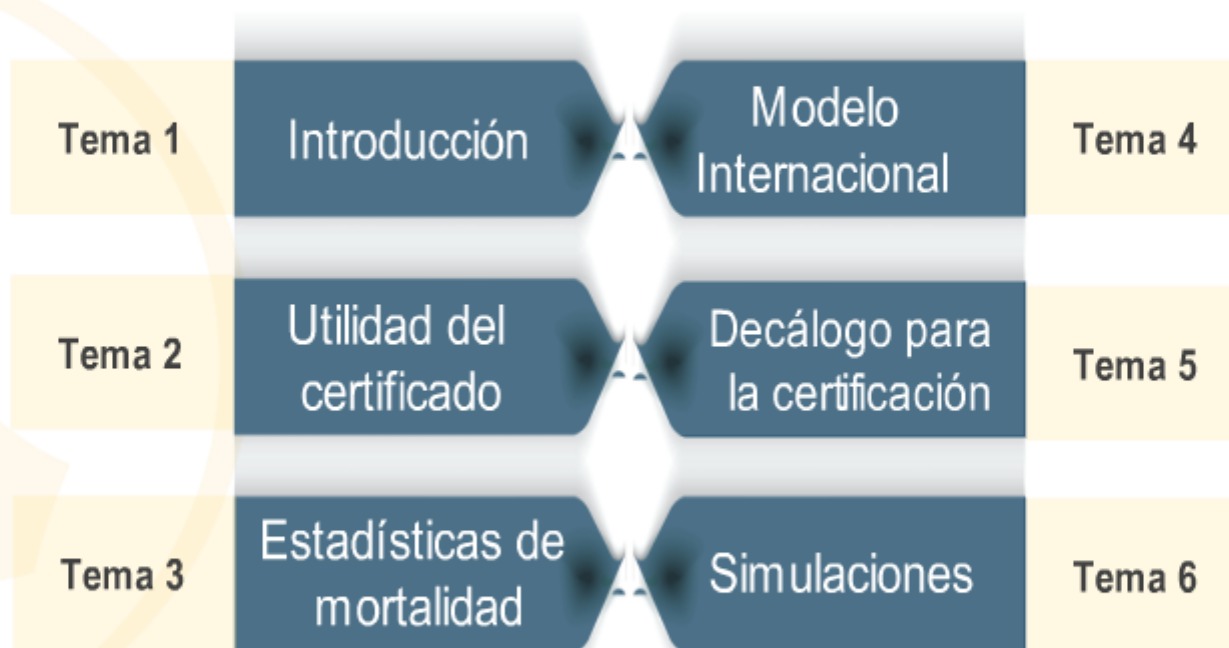 Tema 1
Introducción
Modelo
Internacional
Tema 4
Tema 2
Utilidad del
certificado
Decálogo para
la certificación
Tema 5
Tema 3
Estadísticas de
mortalidad
Simulaciones
Tema 6